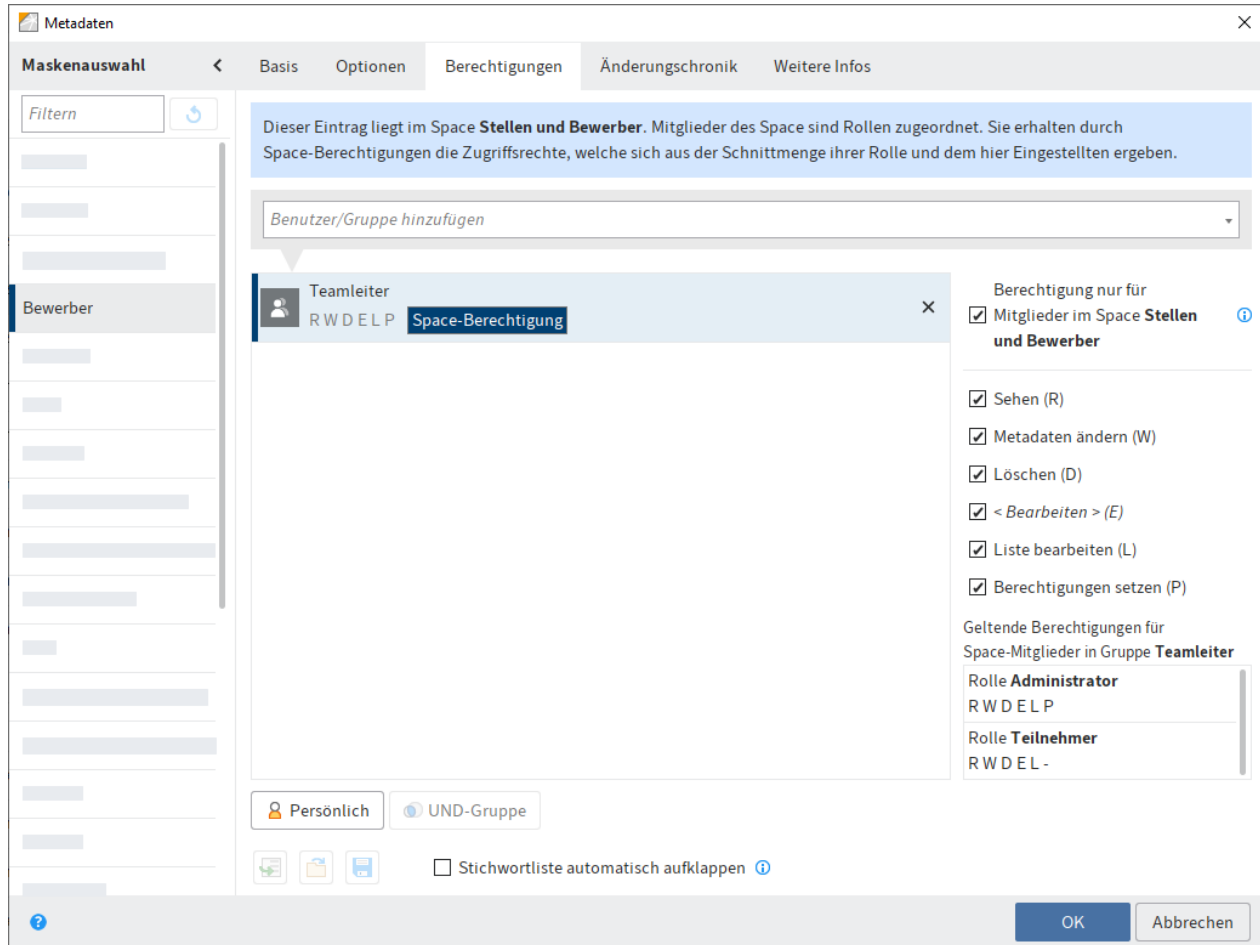 Metadaten
Maskenauswahl
Basis
Optionen
Berechtigungen
Änderungschronik
Weitere Infos
Filtern
Bewerber
Dieser Eintrag liegt im Space Stellen und Bewerber. Mitglieder des Space sind Rollen zugeordnet. Sie erhalten durch
Space-Berechtigungen die Zugriffsrechte, welche sich aus der Schnittmenge ihrer Rolle und dem hier Eingestellten ergeben.
Benutzer/Gruppe hinzufügen
Teamleiter
R W D E L P Space-Berechtigung
Berechtigung nur für
Mitglieder im Space Stellen
und Bewerber
Sehen (R)
Metadaten ändern (W)
Löschen (D)
< Bearbeiten > (E)
Liste bearbeiten (L)
Berechtigungen setzen (P)
Geltende Berechtigungen für
Space-Mitglieder in Gruppe Teamleiter
Rolle Administrator
R W D E L P
Rolle Teilnehmer
R W D E L -
Persönlich
UND-Gruppe
Stichwortliste automatisch aufklappen
OK
Abbrechen